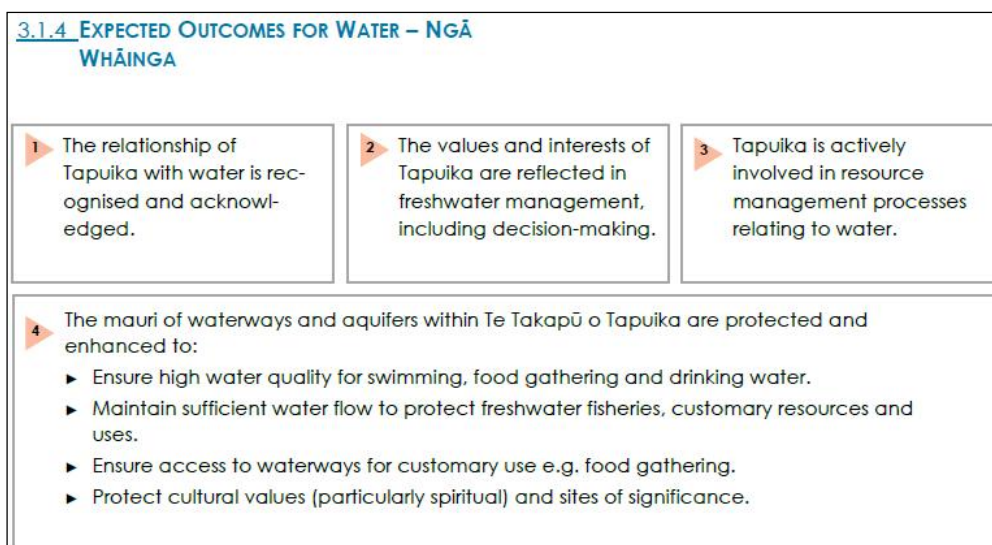 3.1.4 EXPECTED OUTCOMES FOR WATER – NGĀ
WHĀINGA
1 The relationship of
Tapuika with water is rec-
ognised and acknowl-
edged.
2 The values and interests of
Tapuika are reflected in
freshwater management,
including decision-making.
3 Tapuika is actively
involved in resource
management processes
relating to water.
4 The mauri of waterways and aquifers within Te Takapū o Tapuika are protected and
enhanced to:
► Ensure high water quality for swimming, food gathering and drinking water.
► Maintain sufficient water flow to protect freshwater fisheries, customary resources and
uses.
► Ensure access to waterways for customary use e.g. food gathering.
► Protect cultural values (particularly spiritual) and sites of significance.